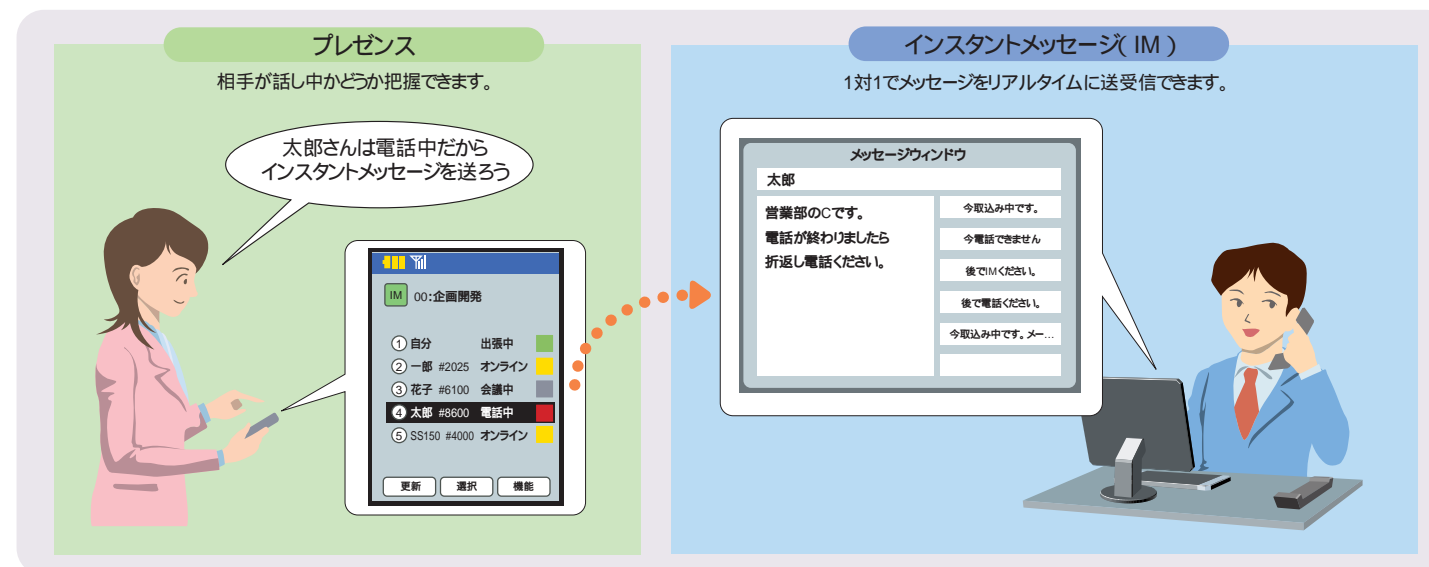 プレゼンス
相手が話し中かどうか把握できます。
太郎さんは電話中だから
インスタントメッセージを送ろう
IM 00:企画開発
① 自分 出張中
② 一郎 #2025 オンライン
③ 花子 #6100 会議中
④ 太郎 #8600 電話中
⑤ SS150 #4000 オンライン
更新 選択 機能
インスタントメッセージ(IM)
1対1でメッセージをリアルタイムに送受信できます。
メッセージウィンドウ
太郎
営業部のCです。
電話が終わりましたら
折返し電話ください。
今取込み中です。
今電話できません
後でIMください。
後で電話ください。
今取込み中です。メー...